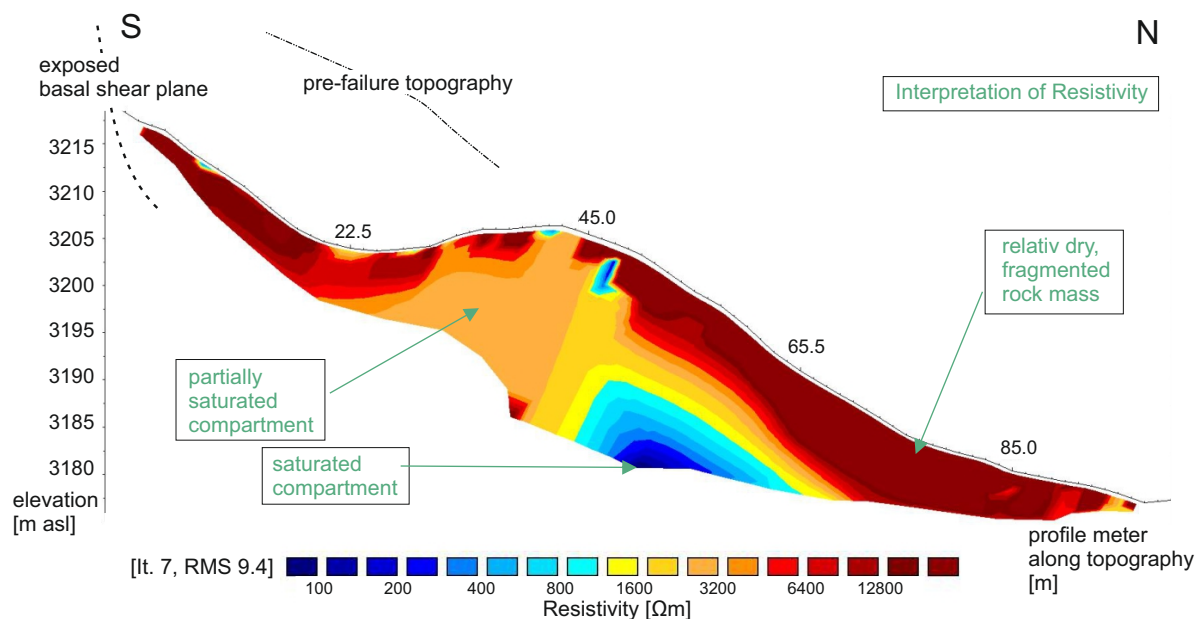 S
N
exposed
basal shear plane
pre-failure topography
Interpretation of Resistivity
3215
3210
3205
3200
3195
3190
3185
3180
elevation
[m asl]
22.5
45.0
65.5
85.0
relativ dry,
fragmented
rock mass
partially
saturated
compartment
saturated
compartment
profile meter
along topography
[m]
[It. 7, RMS 9.4]
100 200 400 800 1600 3200 6400 12800
Resistivity [Ωm]